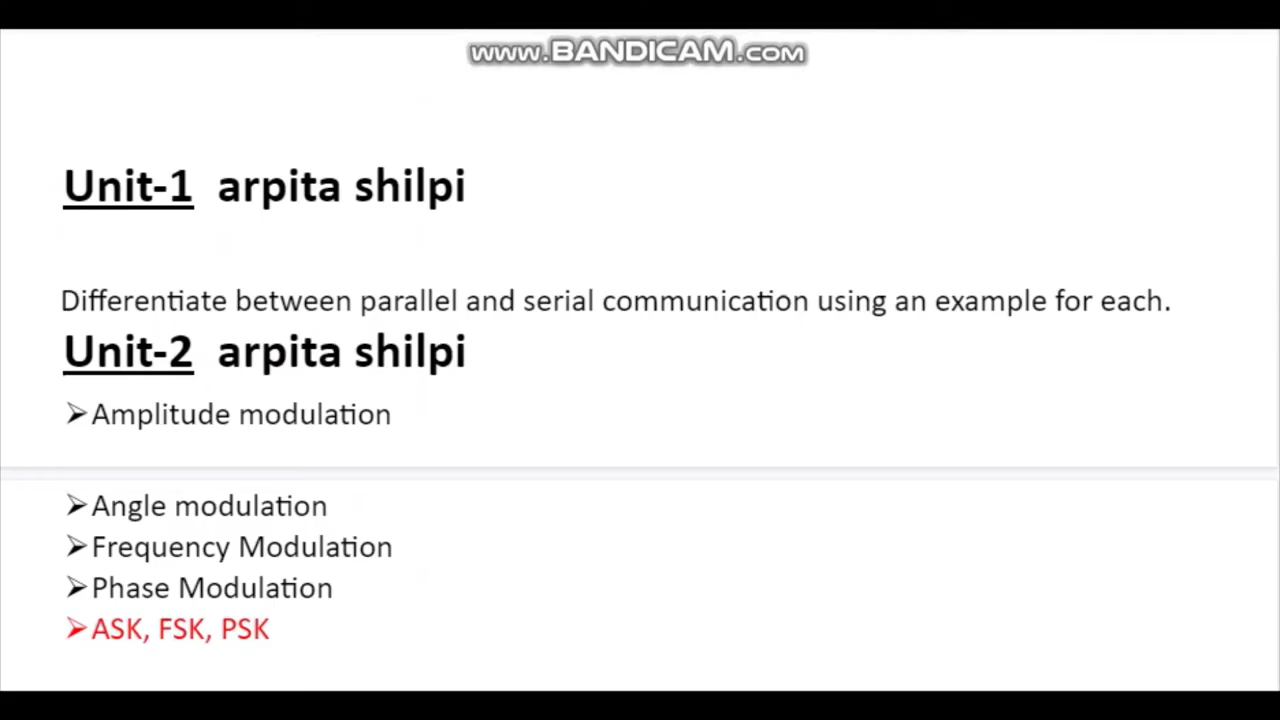 www.BANDICAM.com
Unit-1 arpita shilpi
Differentiate between parallel and serial communication using an example for each.
Unit-2 arpita shilpi
➢Amplitude modulation
➢Angle modulation
➢Frequency Modulation
➢Phase Modulation
➢ASK, FSK, PSK